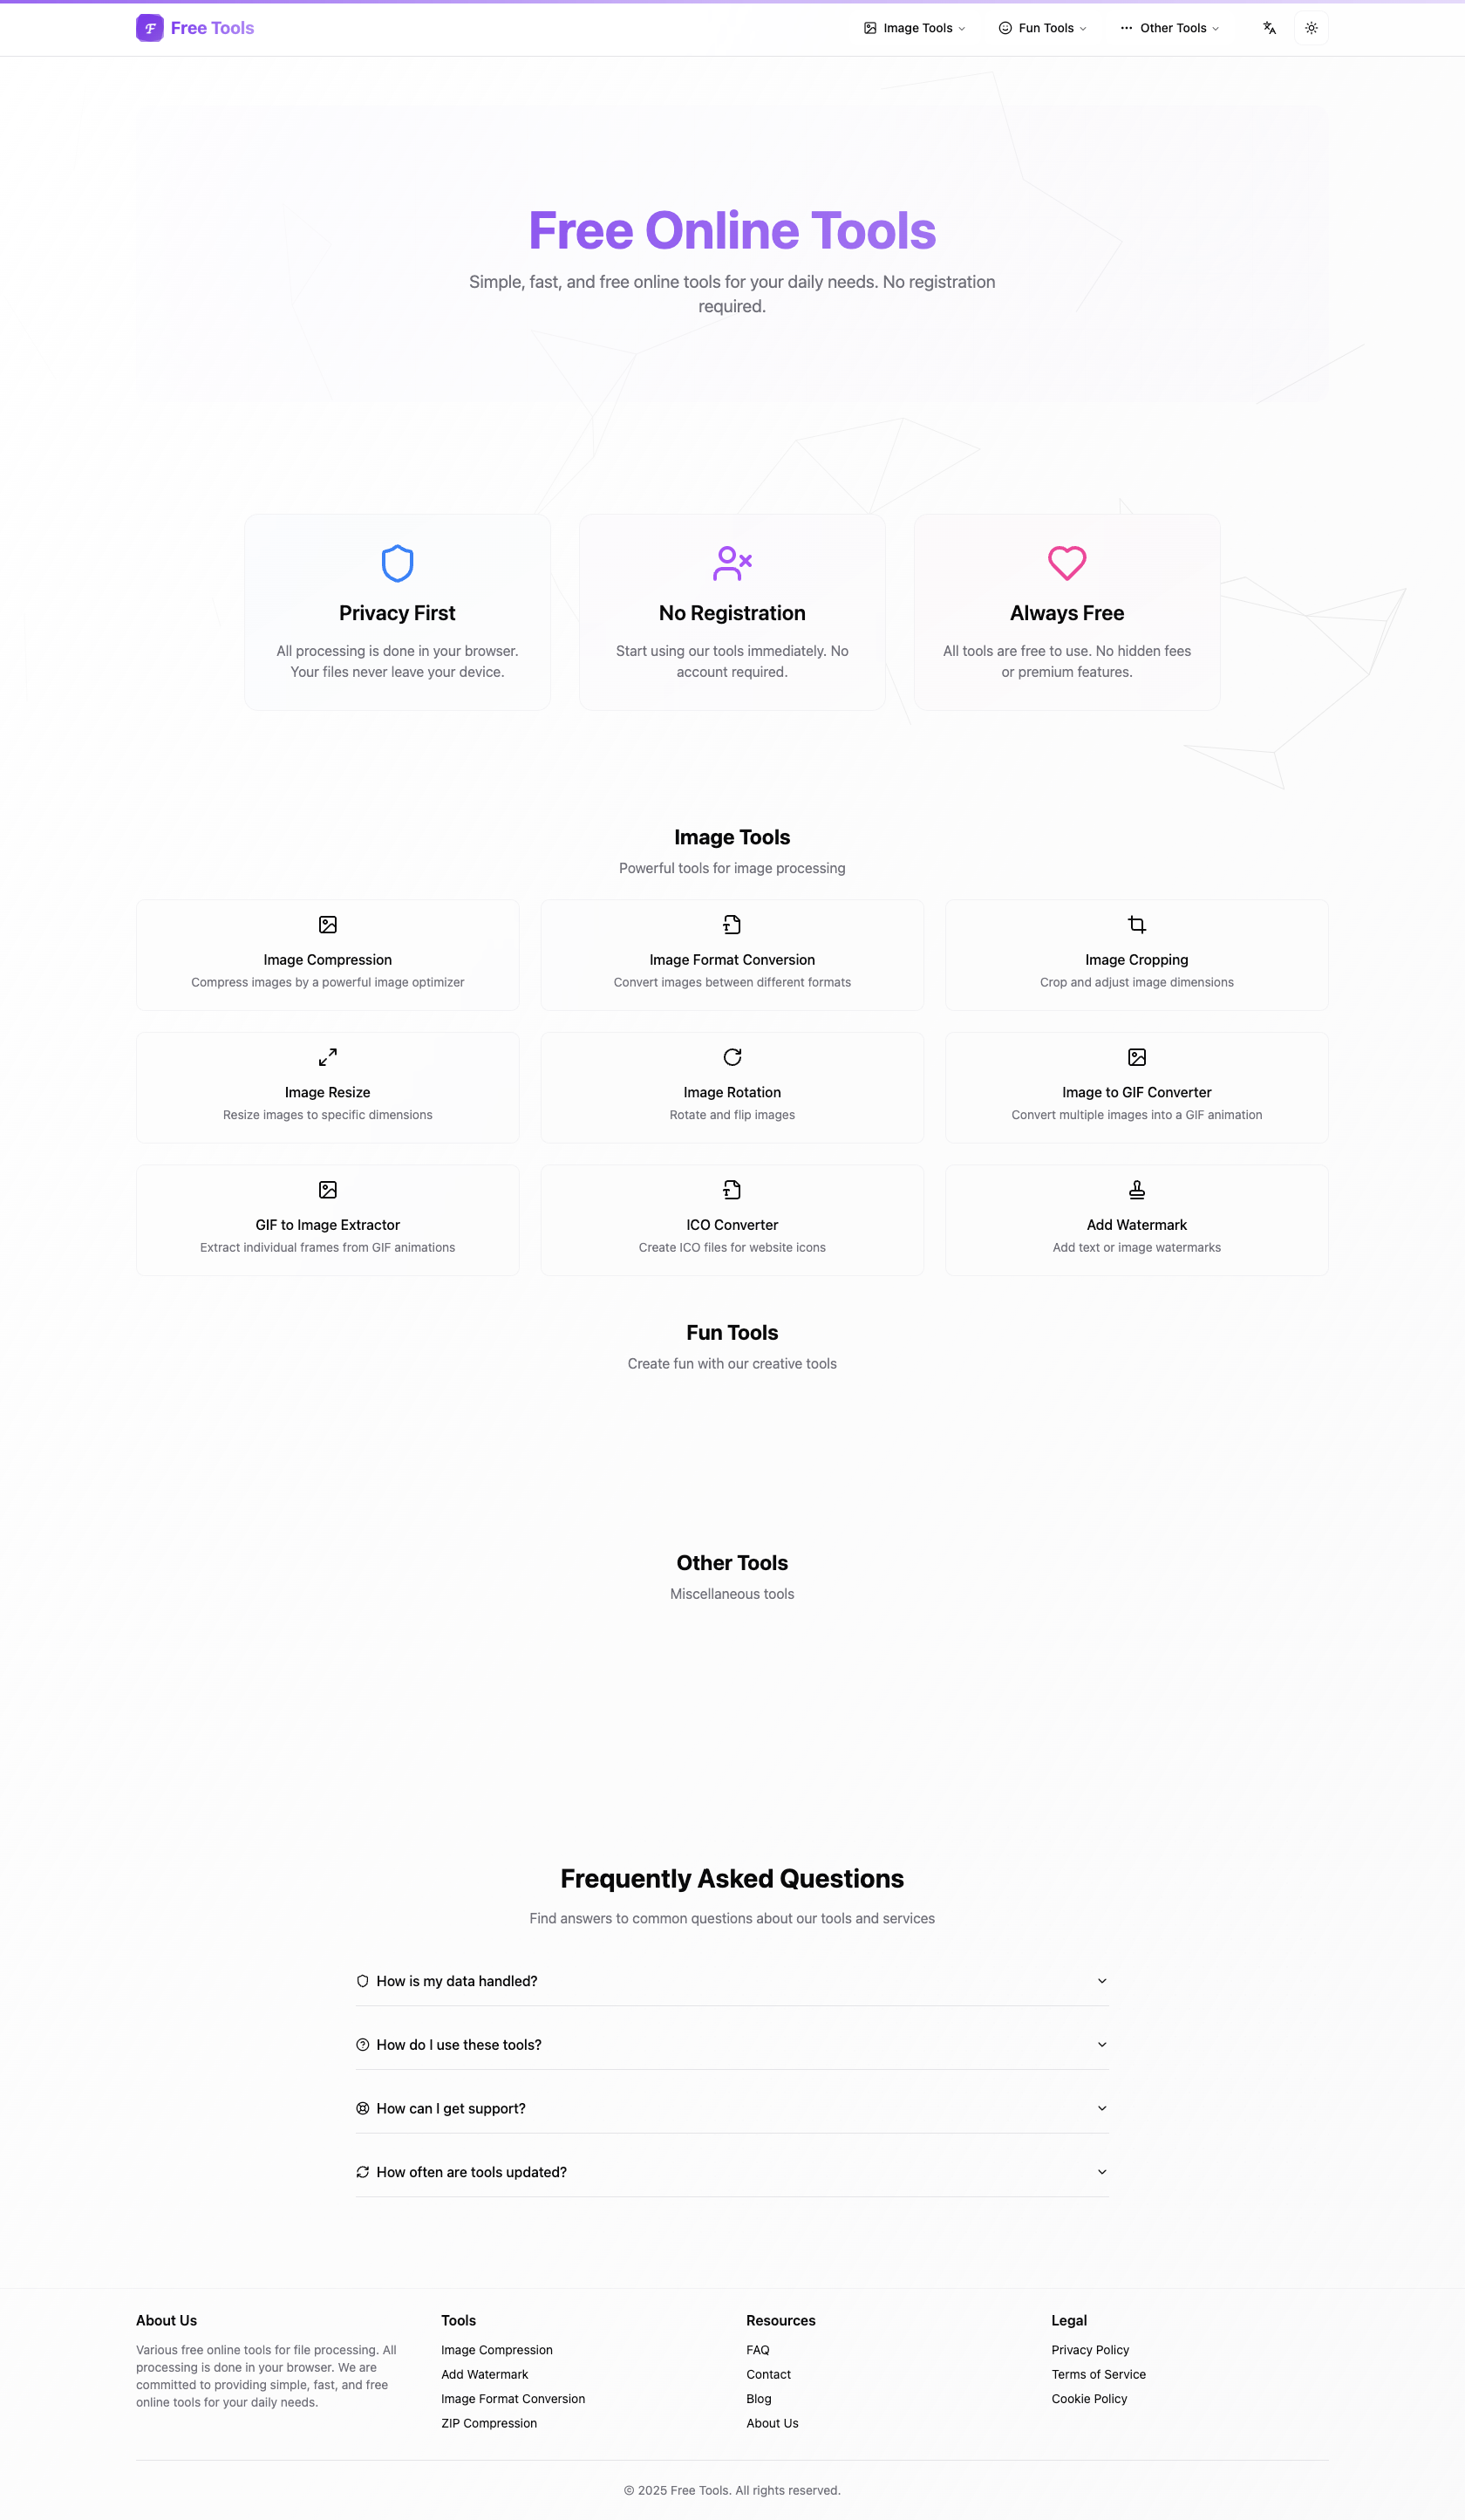 Free Tools
Image Tools
Fun Tools
Other Tools
Free Online Tools
Simple, fast, and free online tools for your daily needs. No registration
required.
Privacy First
All processing is done in your browser.
Your files never leave your device.
No Registration
Start using our tools immediately. No
account required.
Always Free
All tools are free to use. No hidden fees
or premium features.
Image Tools
Powerful tools for image processing
Image Compression
Compress images by a powerful image optimizer
Image Format Conversion
Convert images between different formats
Image Cropping
Crop and adjust image dimensions
Image Resize
Resize images to specific dimensions
Image Rotation
Rotate and flip images
Image to GIF Converter
Convert multiple images into a GIF animation
GIF to Image Extractor
Extract individual frames from GIF animations
ICO Converter
Create ICO files for website icons
Add Watermark
Add text or image watermarks
Fun Tools
Create fun with our creative tools
Other Tools
Miscellaneous tools
Frequently Asked Questions
Find answers to common questions about our tools and services
How is my data handled?
How do I use these tools?
How can I get support?
How often are tools updated?
About Us
Various free online tools for file processing. All
processing is done in your browser. We are
committed to providing simple, fast, and free
online tools for your daily needs.
Tools
Image Compression
Add Watermark
Image Format Conversion
ZIP Compression
Resources
FAQ
Contact
Blog
About Us
Legal
Privacy Policy
Terms of Service
Cookie Policy
© 2025 Free Tools. All rights reserved.